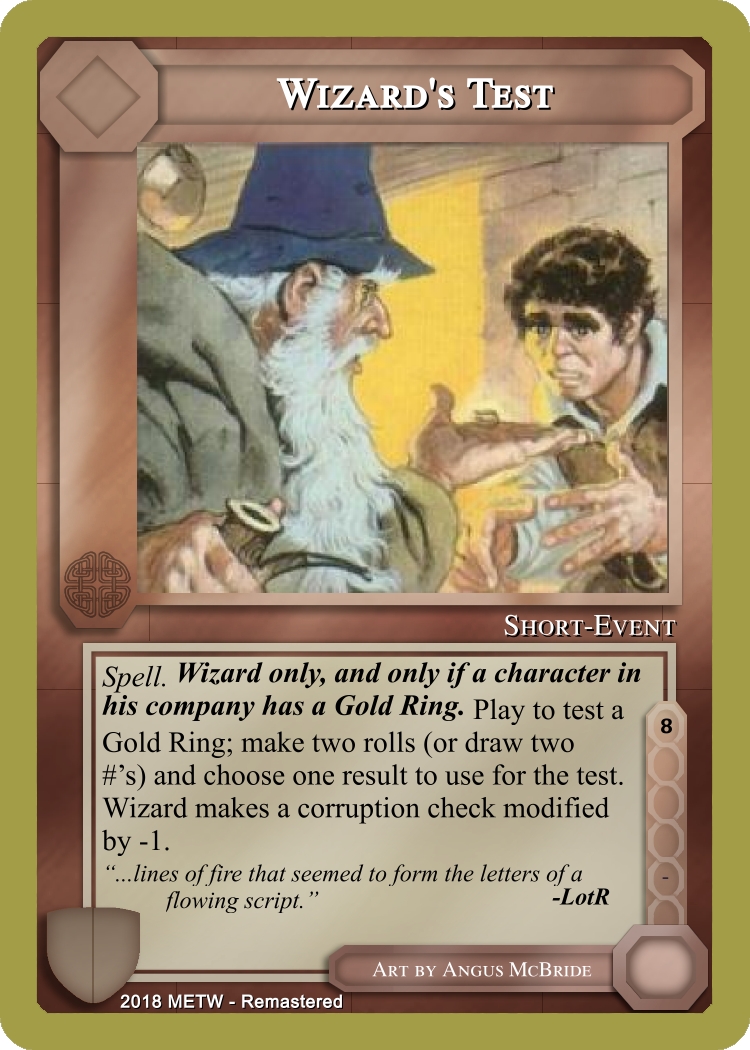 Wizard's Test
Short-Event
Spell. Wizard only, and only if a character in
his company has a Gold Ring. Play to test a
Gold Ring; make two rolls (or draw two
#'s) and choose one result to use for the test.
Wizard makes a corruption check modified
by -1.
“...lines of fire that seemed to form the letters of a
flowing script.”
-LotR
8
-
Art by Angus McBride
2018 METW - Remastered